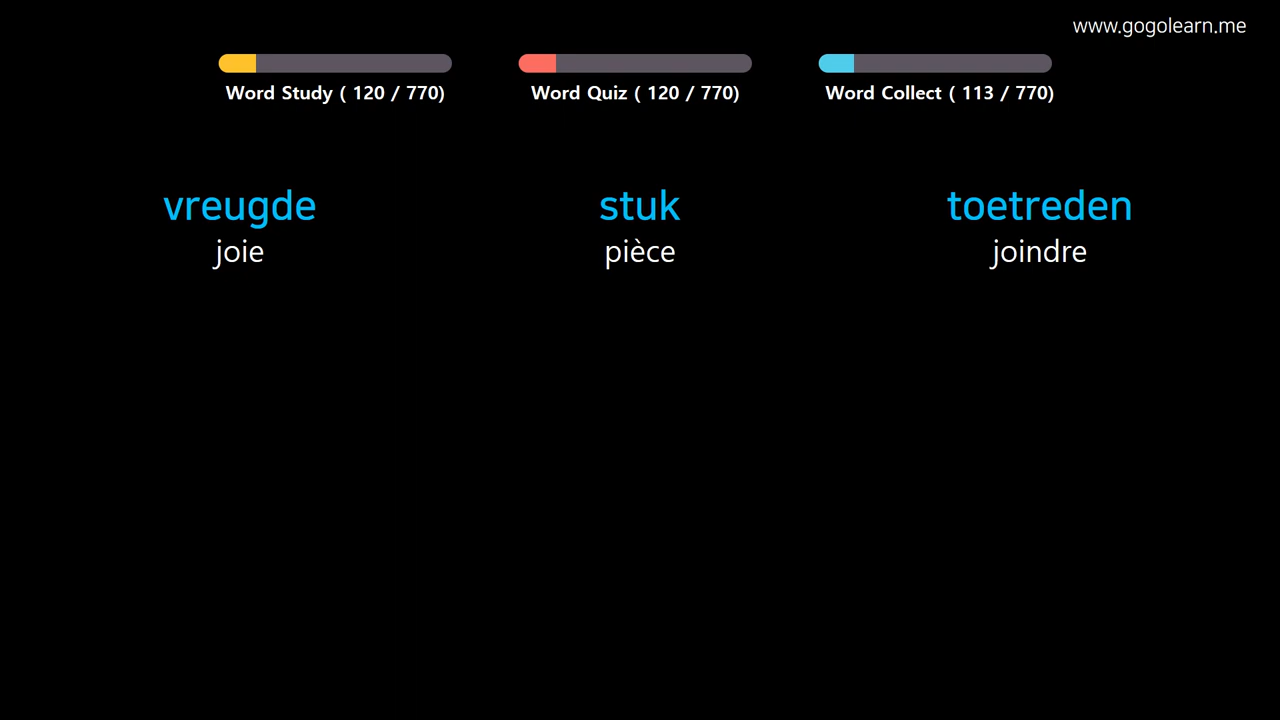 www.gogolearn.me
Word Study ( 120 / 770)
Word Quiz ( 120 / 770)
Word Collect ( 113 / 770)
vreugde
joie
stuk
pièce
toetreden
joindre